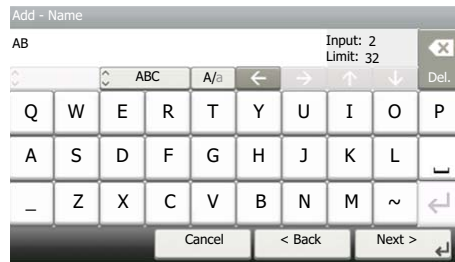 Add - Name
AB Input: 2
Limit: 32
ABC A/a ← → ↑ ↓ Del.
Q W E R T Y U I O P
A S D F G H J K L
_ Z X C V B N M ~
Cancel < Back Next >